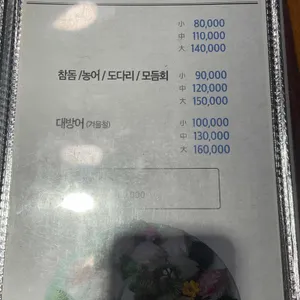 小 80,000
中 110,000
大 140,000
참돔 /농어 / 도다리 / 모둠회 小 90,000
中 120,000
大 150,000
대방어 (겨울철) 小 100,000
中 130,000
大 160,000